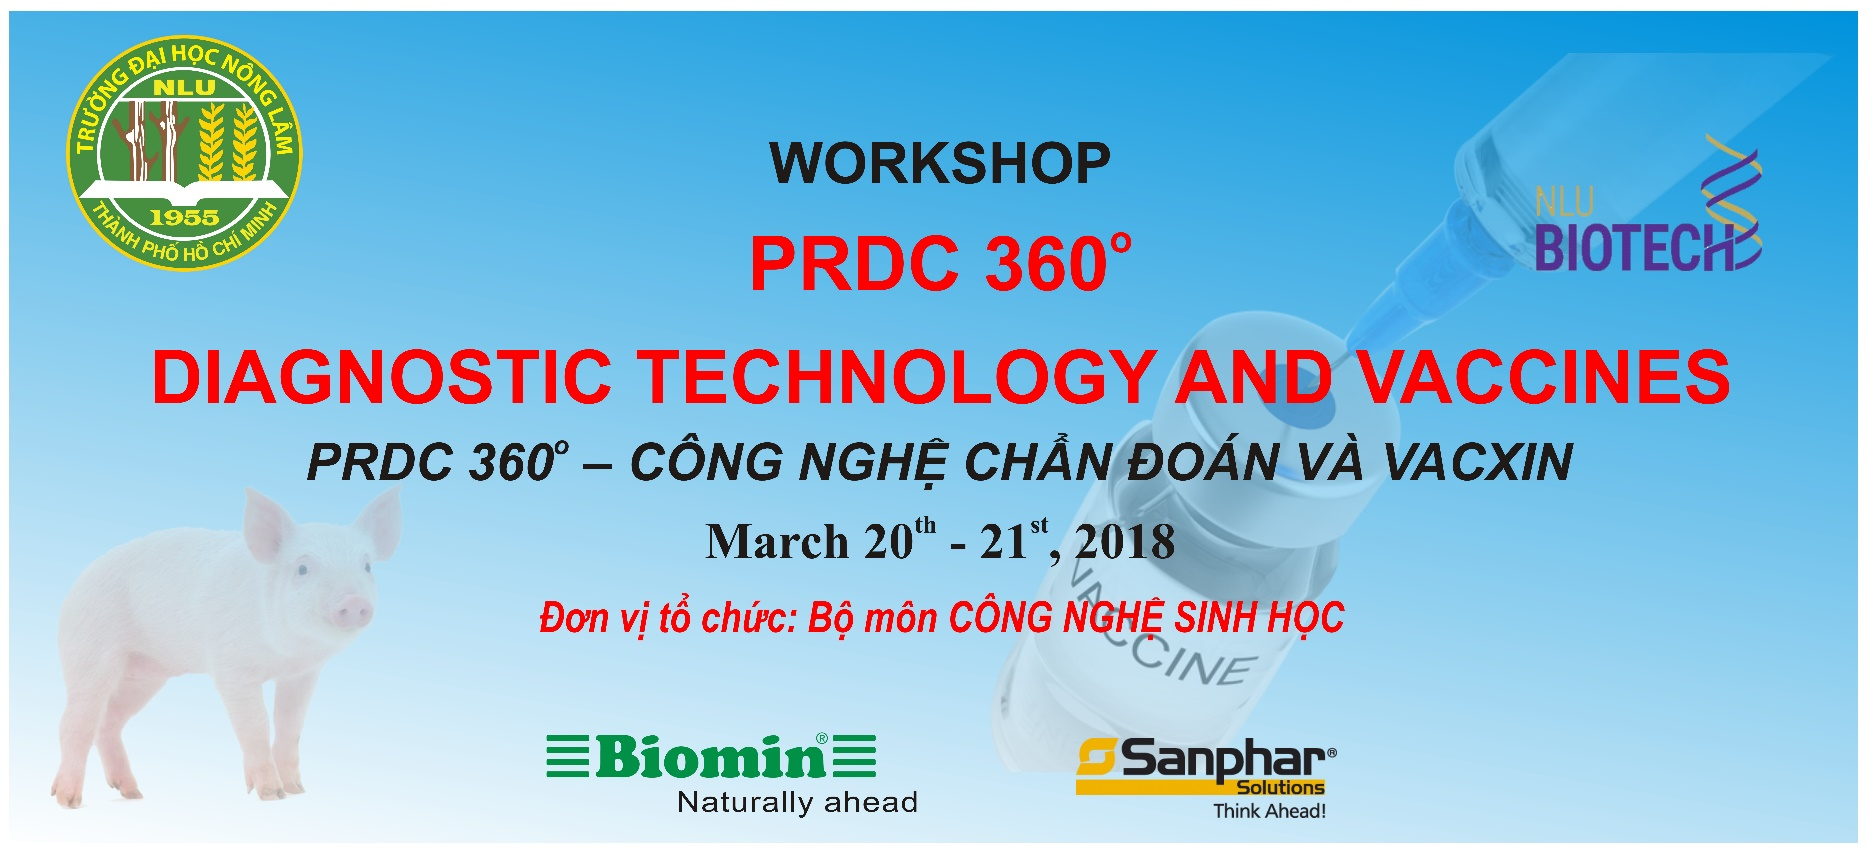 TRƯỜNG ĐẠI HỌC NÔNG LÂM
NLU
1955
THÀNH PHỐ HỒ CHÍ MINH
WORKSHOP
NLU
BIOTECH
PRDC 360º
DIAGNOSTIC TECHNOLOGY AND VACCINES
PRDC 360º – CÔNG NGHỆ CHẨN ĐOÁN VÀ VACXIN
March 20th - 21st, 2018
Đơn vị tổ chức: Bộ môn CÔNG NGHỆ SINH HỌC
VACCINE
Biomin®
Naturally ahead
Sanphar®
Solutions
Think Ahead!